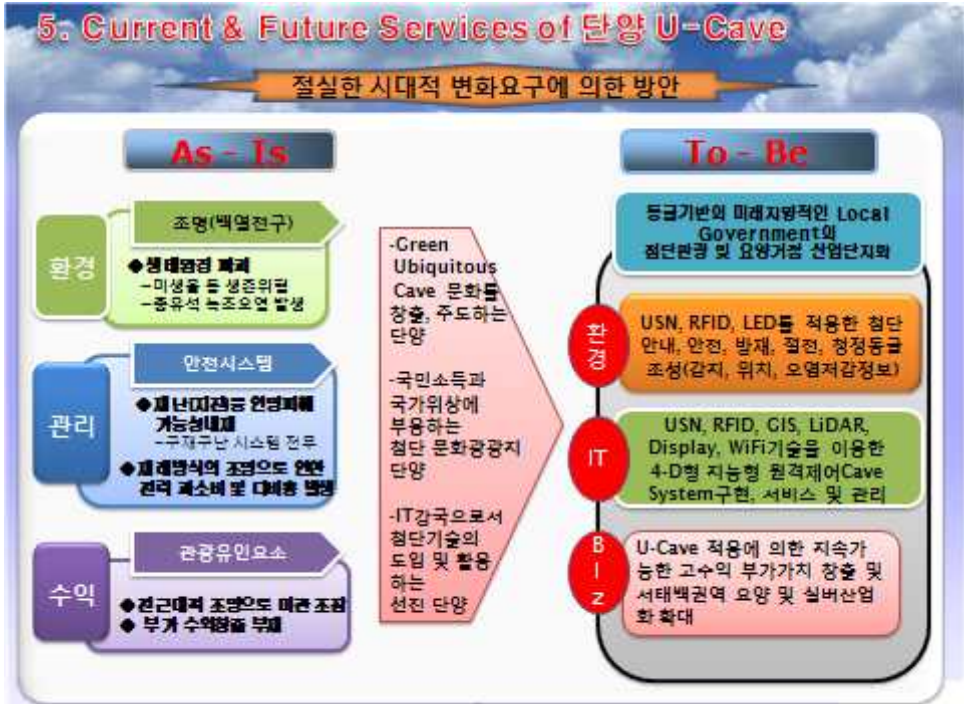 5. Current & Future Services of 단양 U-Cave
절실한 시대적 변화요구에 의한 방안
As - Is
환경
조명(백열전구)
◆생태환경 파괴
-미생물 등 생존위협
-종유석 녹조오염 발생
관리
안전시스템
◆재난(지진)등 인명피해
가능성내재
-구재구난 시스템 전무
◆재래방식의 조명으로 인한
전력 과소비 및 다비용 발생
수익
관광유인요소
◆전근대적 조명으로 미관 조잡
◆ 부가 수익창출 부재
-Green
Ubiquitous
Cave 문화를
창출, 주도하는
단양
-국민소득과
국가위상에
부응하는
첨단 문화관광지
단양
-IT강국으로서
첨단기술의
도입 및 활용
하는
선진 단양
To - Be
동굴기반의 미래지향적인 Local
Government의
첨단관광 및 요양거점 산업단지화
환
경
USN, RFID, LED를 적용한 첨단
안내, 안전, 방재, 절전, 청정동굴
조성(감지, 위치, 오염저감정보)
IT
USN, RFID, GIS, LiDAR,
Display, WiFi기술을 이용한
4-D형 지능형 원격제어Cave
System구현, 서비스 및 관리
B
I
z
U-Cave 적용에 의한 지속가
능한 고수익 부가가치 창출 및
서태백권역 요양 및 실버산업
화 확대